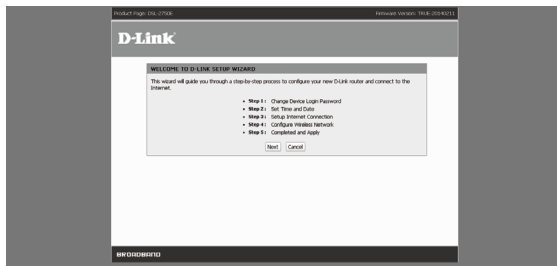 Product Page: DSL-2750E
Firmware Version: TRUE-20140211
D-Link
WELCOME TO D-LINK SETUP WIZARD
This wizard will guide you through a step-by-step process to configure your new D-Link router and connect to the
Internet.
• Step 1: Change Device Login Password
• Step 2: Set Time and Date
• Step 3: Setup Internet Connection
• Step 4: Configure Wireless Network
• Step 5: Completed and Apply
Next Cancel
BROADBAND